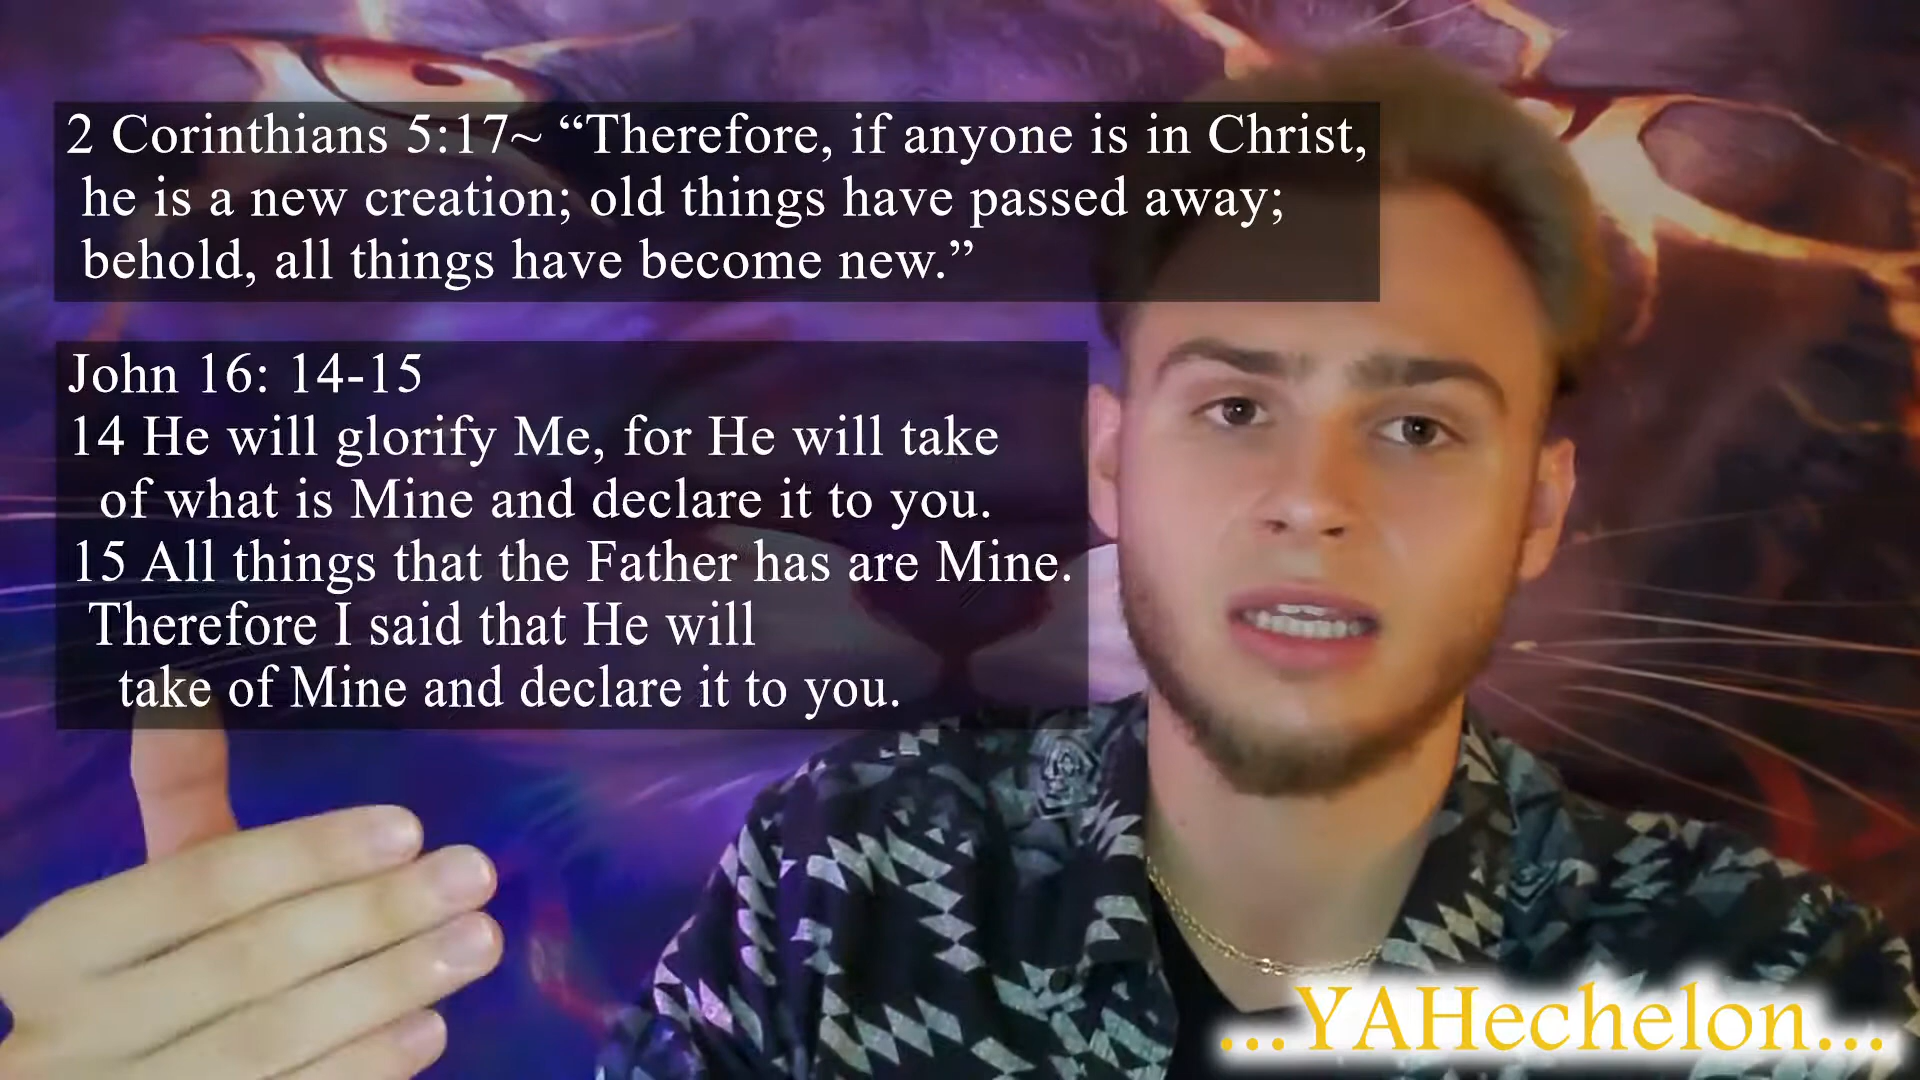 2 Corinthians 5:17~ “Therefore, if anyone is in Christ,
he is a new creation; old things have passed away;
behold, all things have become new.”
John 16: 14-15
14 He will glorify Me, for He will take
of what is Mine and declare it to you.
15 All things that the Father has are Mine.
Therefore I said that He will
take of Mine and declare it to you.
...YAHechelon...